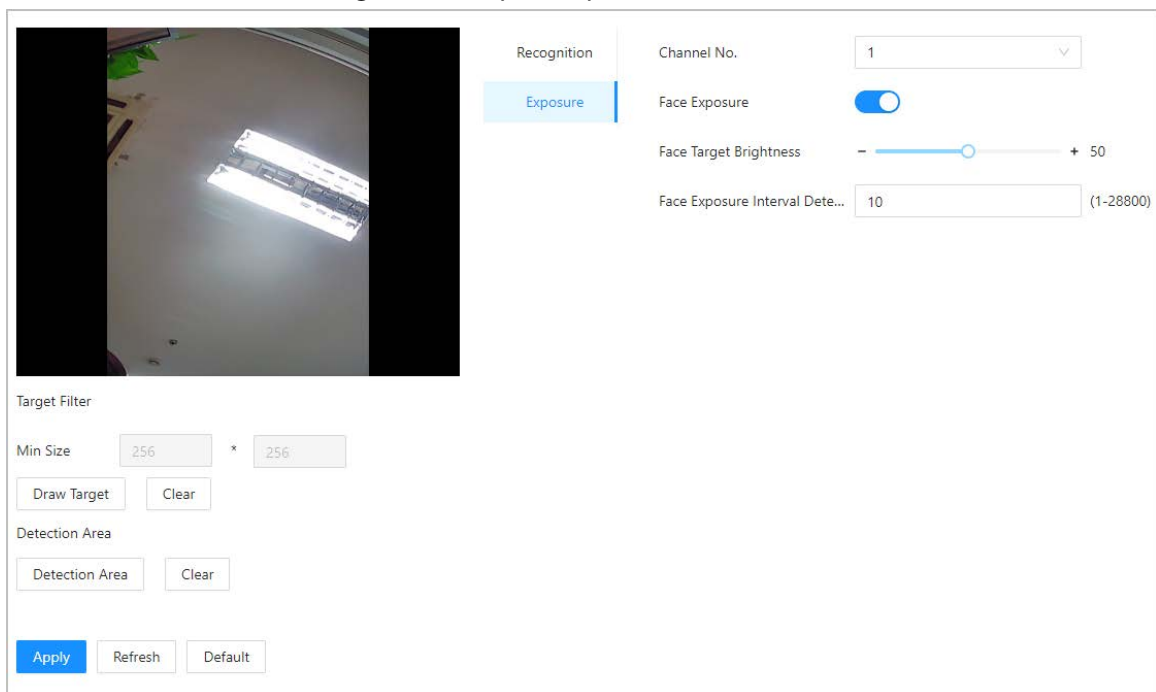 Recognition
Exposure
Channel No. 1
Face Exposure
Face Target Brightness - + 50
Face Exposure Interval Dete... 10 (1-28800)
Target Filter
Min Size 256 * 256
Draw Target Clear
Detection Area
Detection Area Clear
Apply Refresh Default